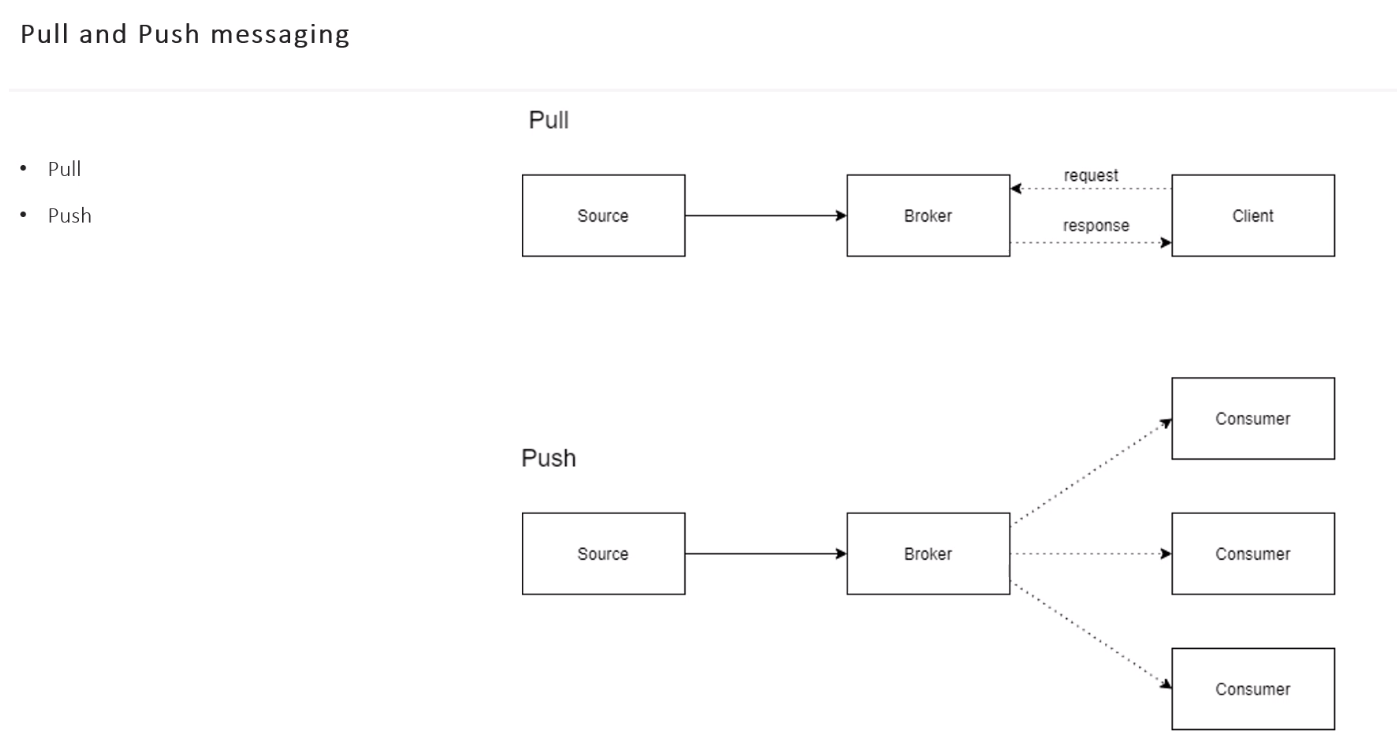 Pull and Push messaging
• Pull
• Push
Pull
Source
Broker
request
response
Client
Push
Source
Broker
Consumer
Consumer
Consumer